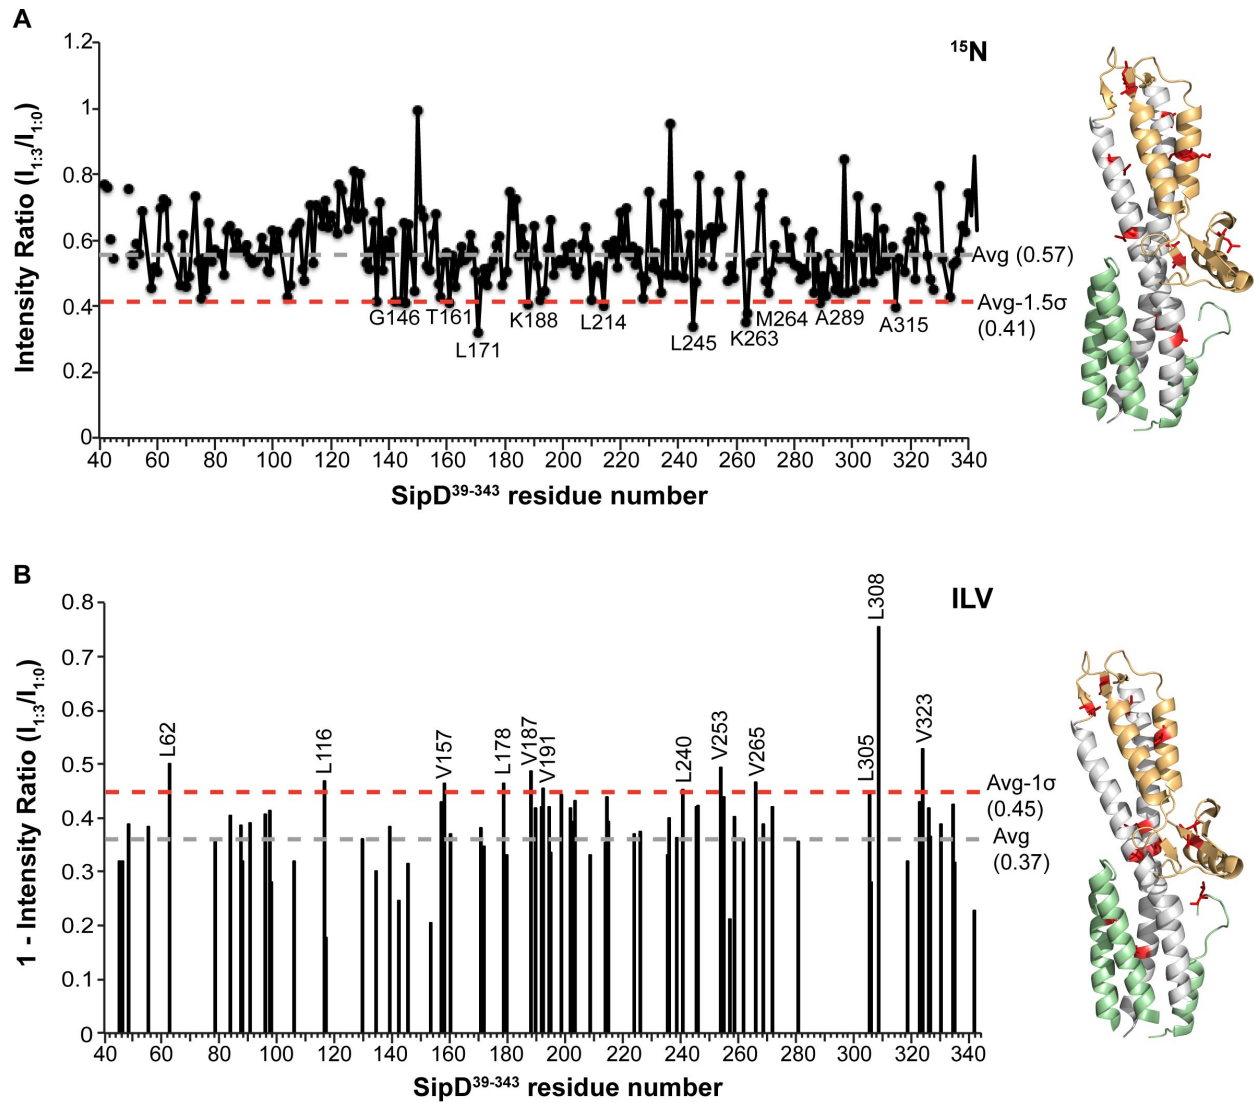 A
¹⁵N
Intensity Ratio (I₁:₃/I₁:₀)
1.2
1
0.8
0.6
0.4
0.2
0
Avg (0.57)
Avg-1.5σ
(0.41)
G146
T161
L171
K188
L214
L245
K263
M264
A289
A315
40 60 80 100 120 140 160 180 200 220 240 260 280 300 320 340
SipD³⁹⁻³⁴³ residue number
B
ILV
1 - Intensity Ratio (I₁:₃/I₁:₀)
0.8
0.7
0.6
0.5
0.4
0.3
0.2
0.1
0
L62
L116
V157
L178
V187
V191
L240
V253
V265
L305
L308
V323
Avg-1σ
(0.45)
Avg
(0.37)
40 60 80 100 120 140 160 180 200 220 240 260 280 300 320 340
SipD³⁹⁻³⁴³ residue number